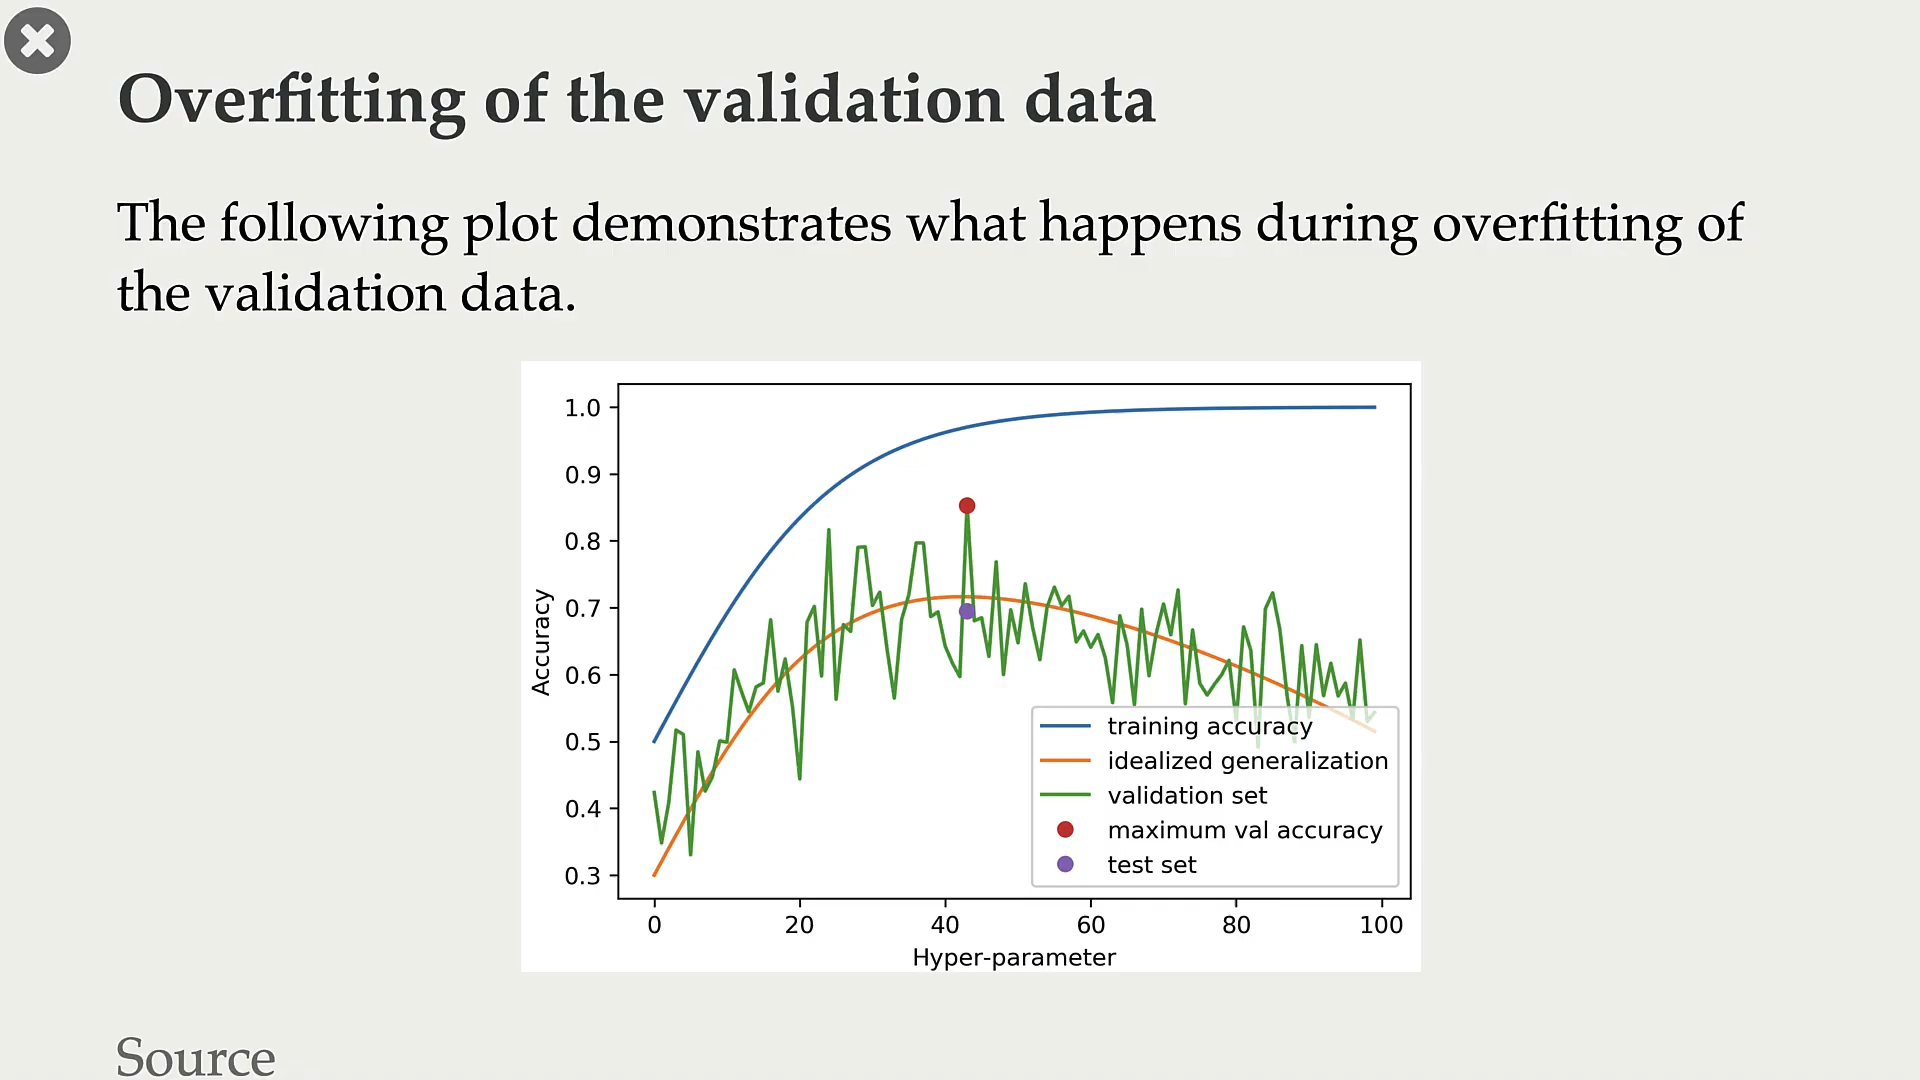 Overfitting of the validation data
The following plot demonstrates what happens during overfitting of
the validation data.
1.0
0.9
0.8
0.7
0.6
0.5
0.4
0.3
Accuracy
training accuracy
idealized generalization
validation set
maximum val accuracy
test set
0 20 40 60 80 100
Hyper-parameter
Source